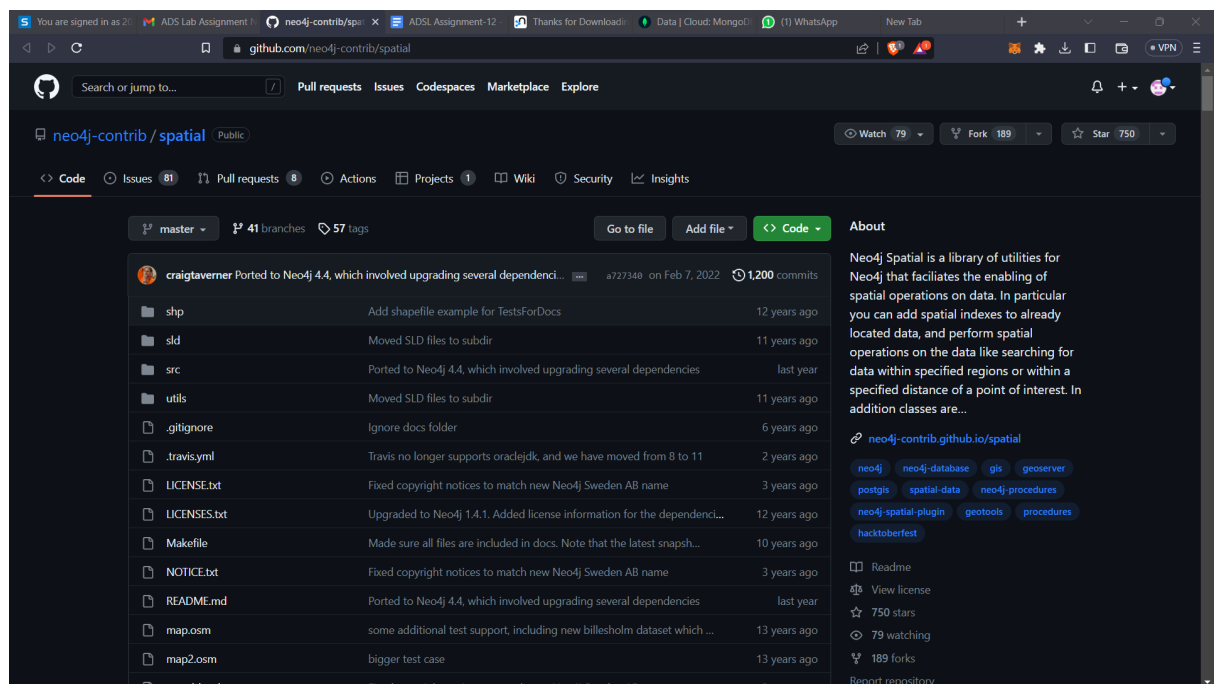 You are signed in as 20
ADS Lab Assignment N
neo4j-contrib/spat
ADSL Assignment-12 -
Thanks for Downloadin
Data | Cloud: MongoD
(1) WhatsApp
New Tab
github.com/neo4j-contrib/spatial
VPN
Search or jump to...
/
Pull requests Issues Codespaces Marketplace Explore
neo4j-contrib / spatial Public
Watch 79
Fork 189
Star 750
Code
Issues 81
Pull requests 8
Actions
Projects 1
Wiki
Security
Insights
master
41 branches
57 tags
Go to file
Add file
Code
craigtaverner Ported to Neo4j 4.4, which involved upgrading several dependenci... ... a727340 on Feb 7, 2022 1,200 commits
shp Add shapefile example for TestsForDocs 12 years ago
sld Moved SLD files to subdir 11 years ago
src Ported to Neo4j 4.4, which involved upgrading several dependencies last year
utils Moved SLD files to subdir 11 years ago
.gitignore Ignore docs folder 6 years ago
.travis.yml Travis no longer supports oraclejdk, and we have moved from 8 to 11 2 years ago
LICENSE.txt Fixed copyright notices to match new Neo4j Sweden AB name 3 years ago
LICENSES.txt Upgraded to Neo4j 1.4.1. Added license information for the dependenci... 12 years ago
Makefile Made sure all files are included in docs. Note that the latest snapsh... 10 years ago
NOTICE.txt Fixed copyright notices to match new Neo4j Sweden AB name 3 years ago
README.md Ported to Neo4j 4.4, which involved upgrading several dependencies last year
map.osm some additional test support, including new billesholm dataset which ... 13 years ago
map2.osm bigger test case 13 years ago
About
Neo4j Spatial is a library of utilities for
Neo4j that faciliates the enabling of
spatial operations on data. In particular
you can add spatial indexes to already
located data, and perform spatial
operations on the data like searching for
data within specified regions or within a
specified distance of a point of interest. In
addition classes are...
neo4j-contrib.github.io/spatial
neo4j neo4j-database gis geoserver
postgis spatial-data neo4j-procedures
neo4j-spatial-plugin geotools procedures
hacktoberfest
Readme
View license
750 stars
79 watching
189 forks
Report repository